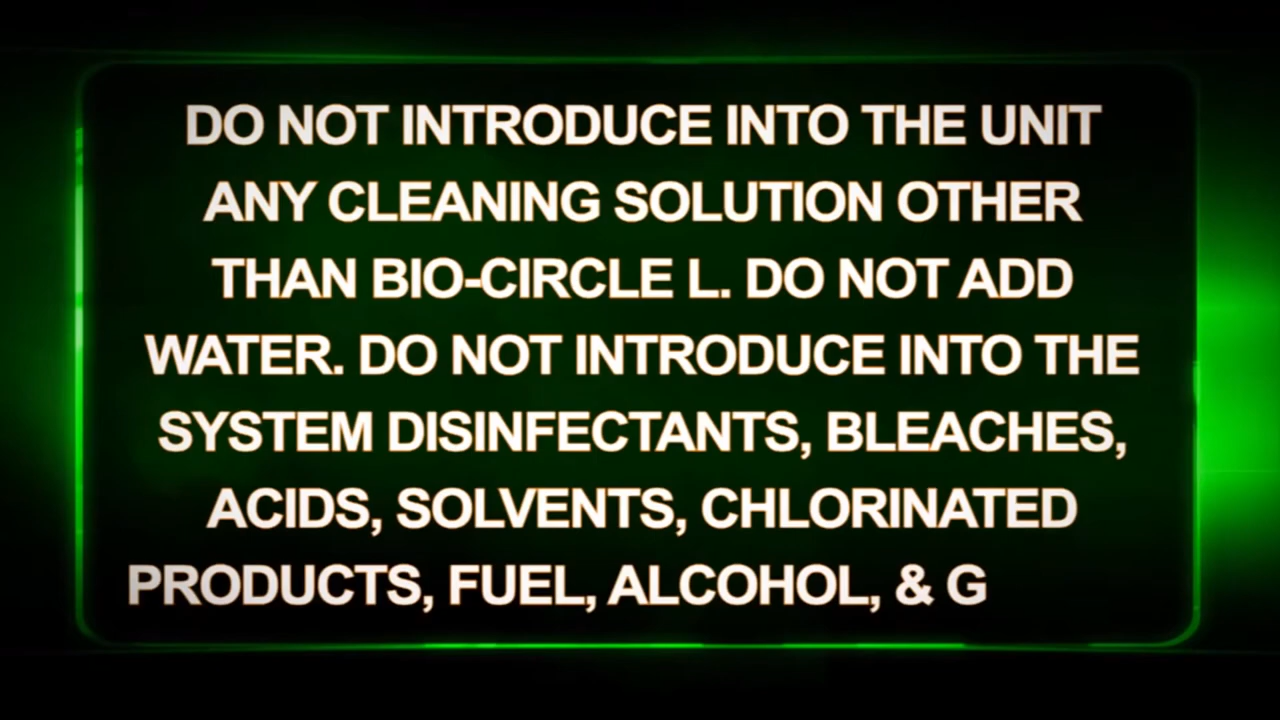 DO NOT INTRODUCE INTO THE UNIT
ANY CLEANING SOLUTION OTHER
THAN BIO-CIRCLE L. DO NOT ADD
WATER. DO NOT INTRODUCE INTO THE
SYSTEM DISINFECTANTS, BLEACHES,
ACIDS, SOLVENTS, CHLORINATED
PRODUCTS, FUEL, ALCOHOL, & G